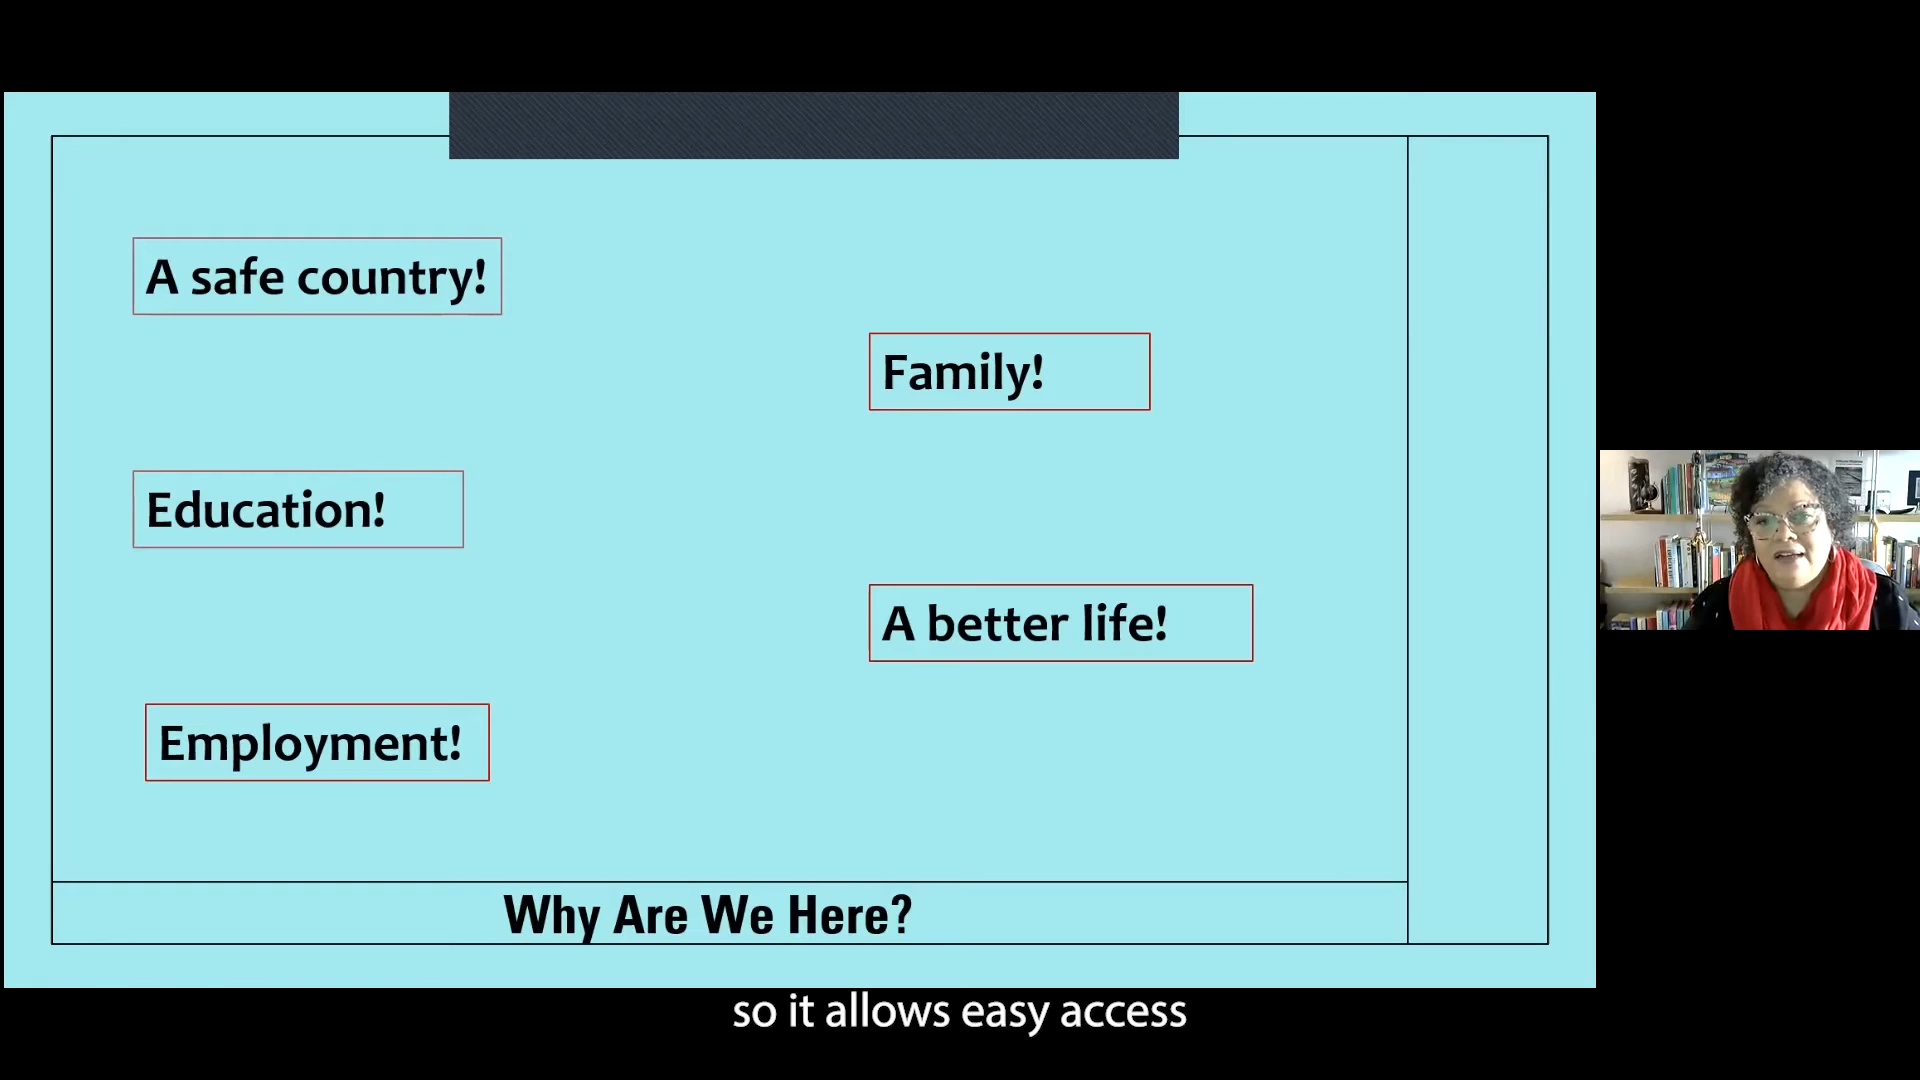 A safe country!
Family!
Education!
A better life!
Employment!
Why Are We Here?
so it allows easy access